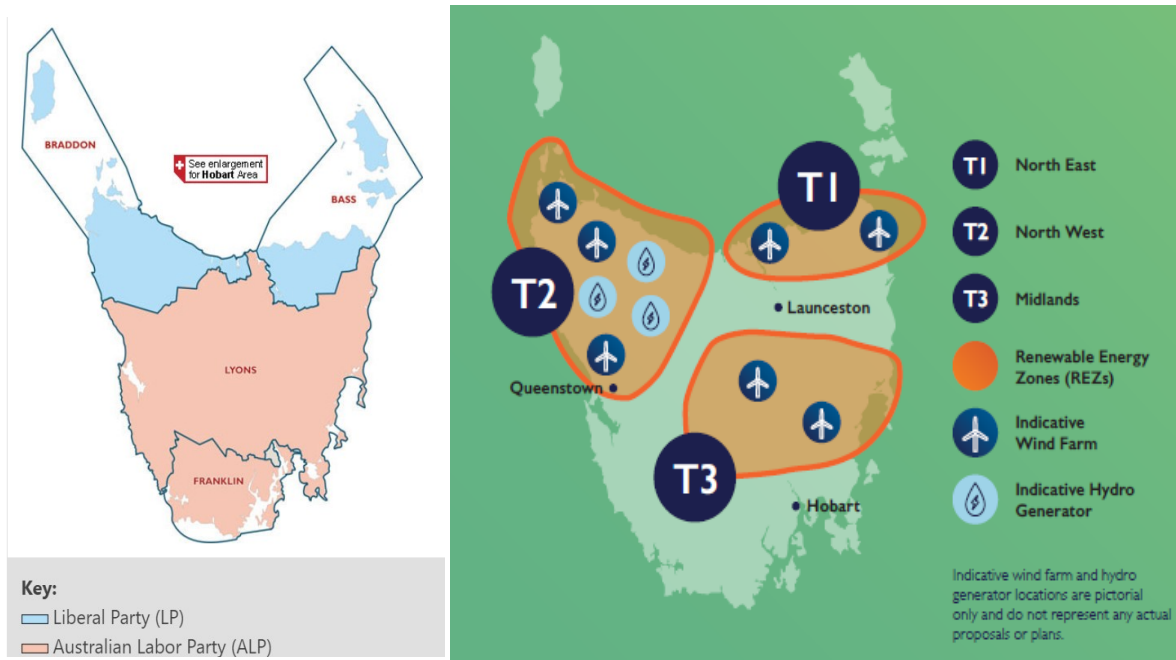 BRADDON
See enlargement
for Hobart Area
BASS
LYONS
FRANKLIN
Key:
Liberal Party (LP)
Australian Labor Party (ALP)
T1
T2
Launceston
Queenstown
T3
Hobart
T1 North East
T2 North West
T3 Midlands
Renewable Energy
Zones (REZs)
Indicative
Wind Farm
Indicative Hydro
Generator
Indicative wind farm and hydro
generator locations are pictorial
only and do not represent any actual
proposals or plans.